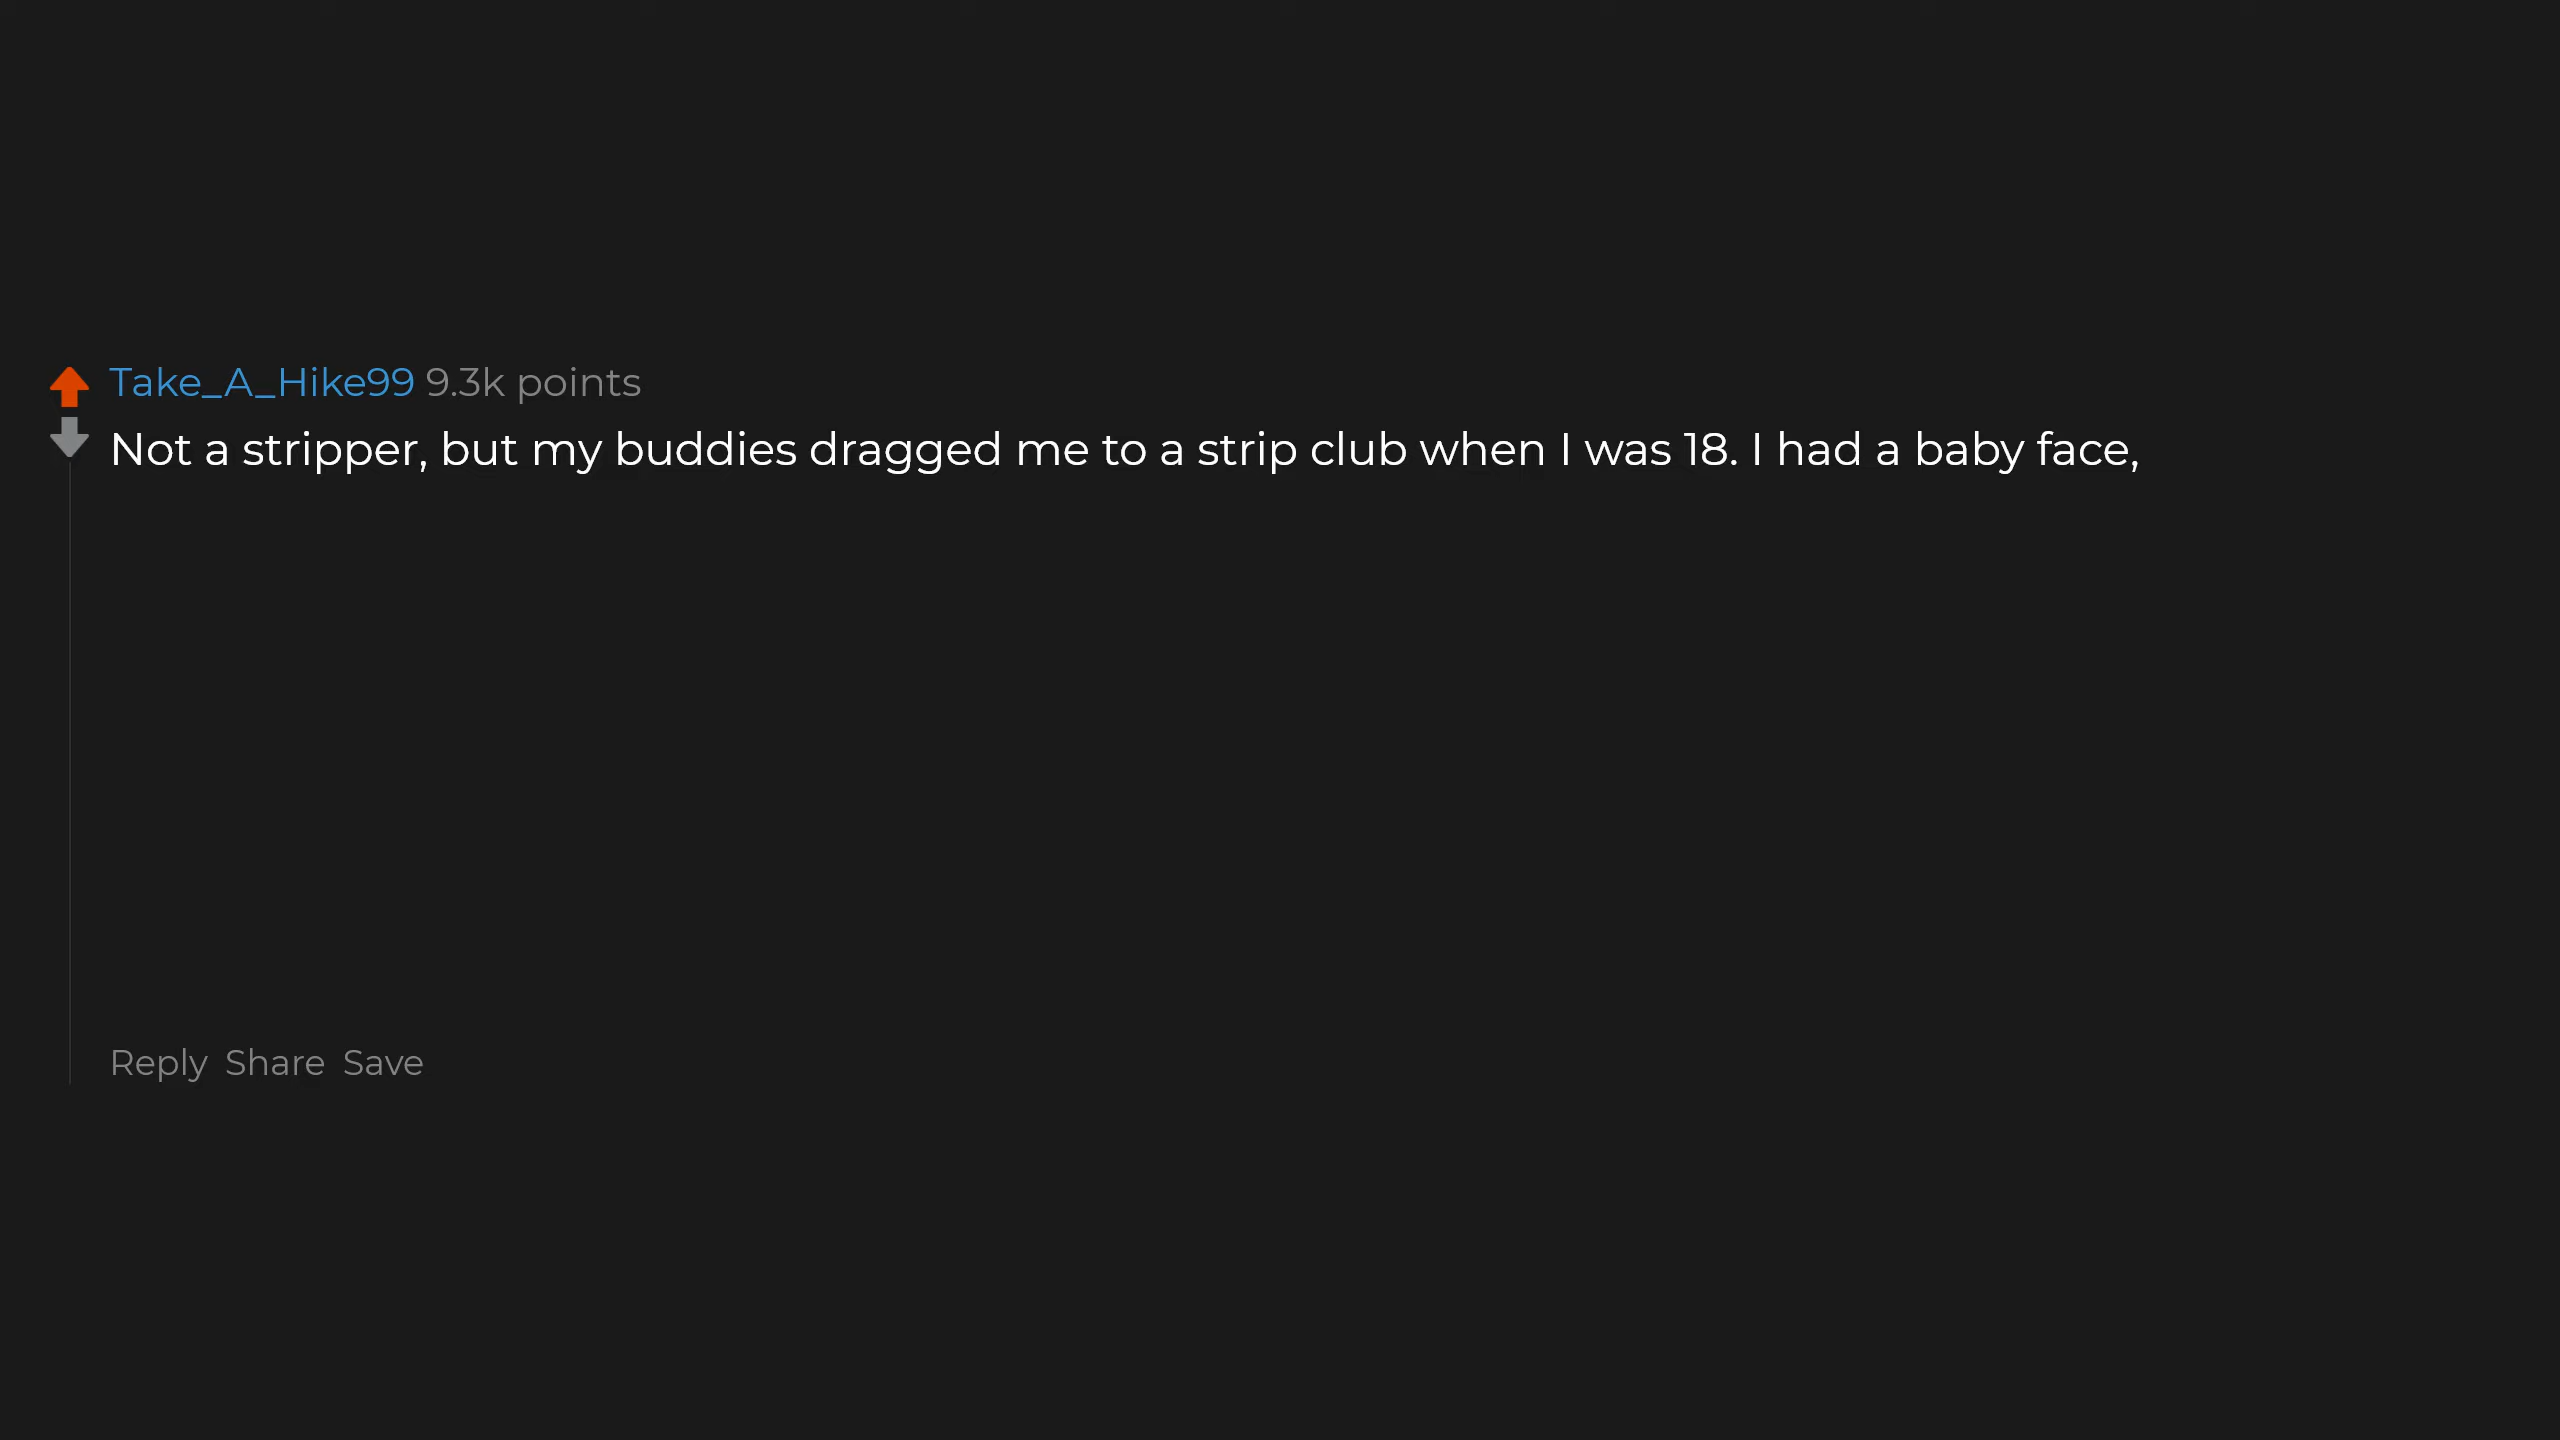 Take_A_Hike99 9.3k points
Not a stripper, but my buddies dragged me to a strip club when I was 18. I had a baby face,
Reply Share Save